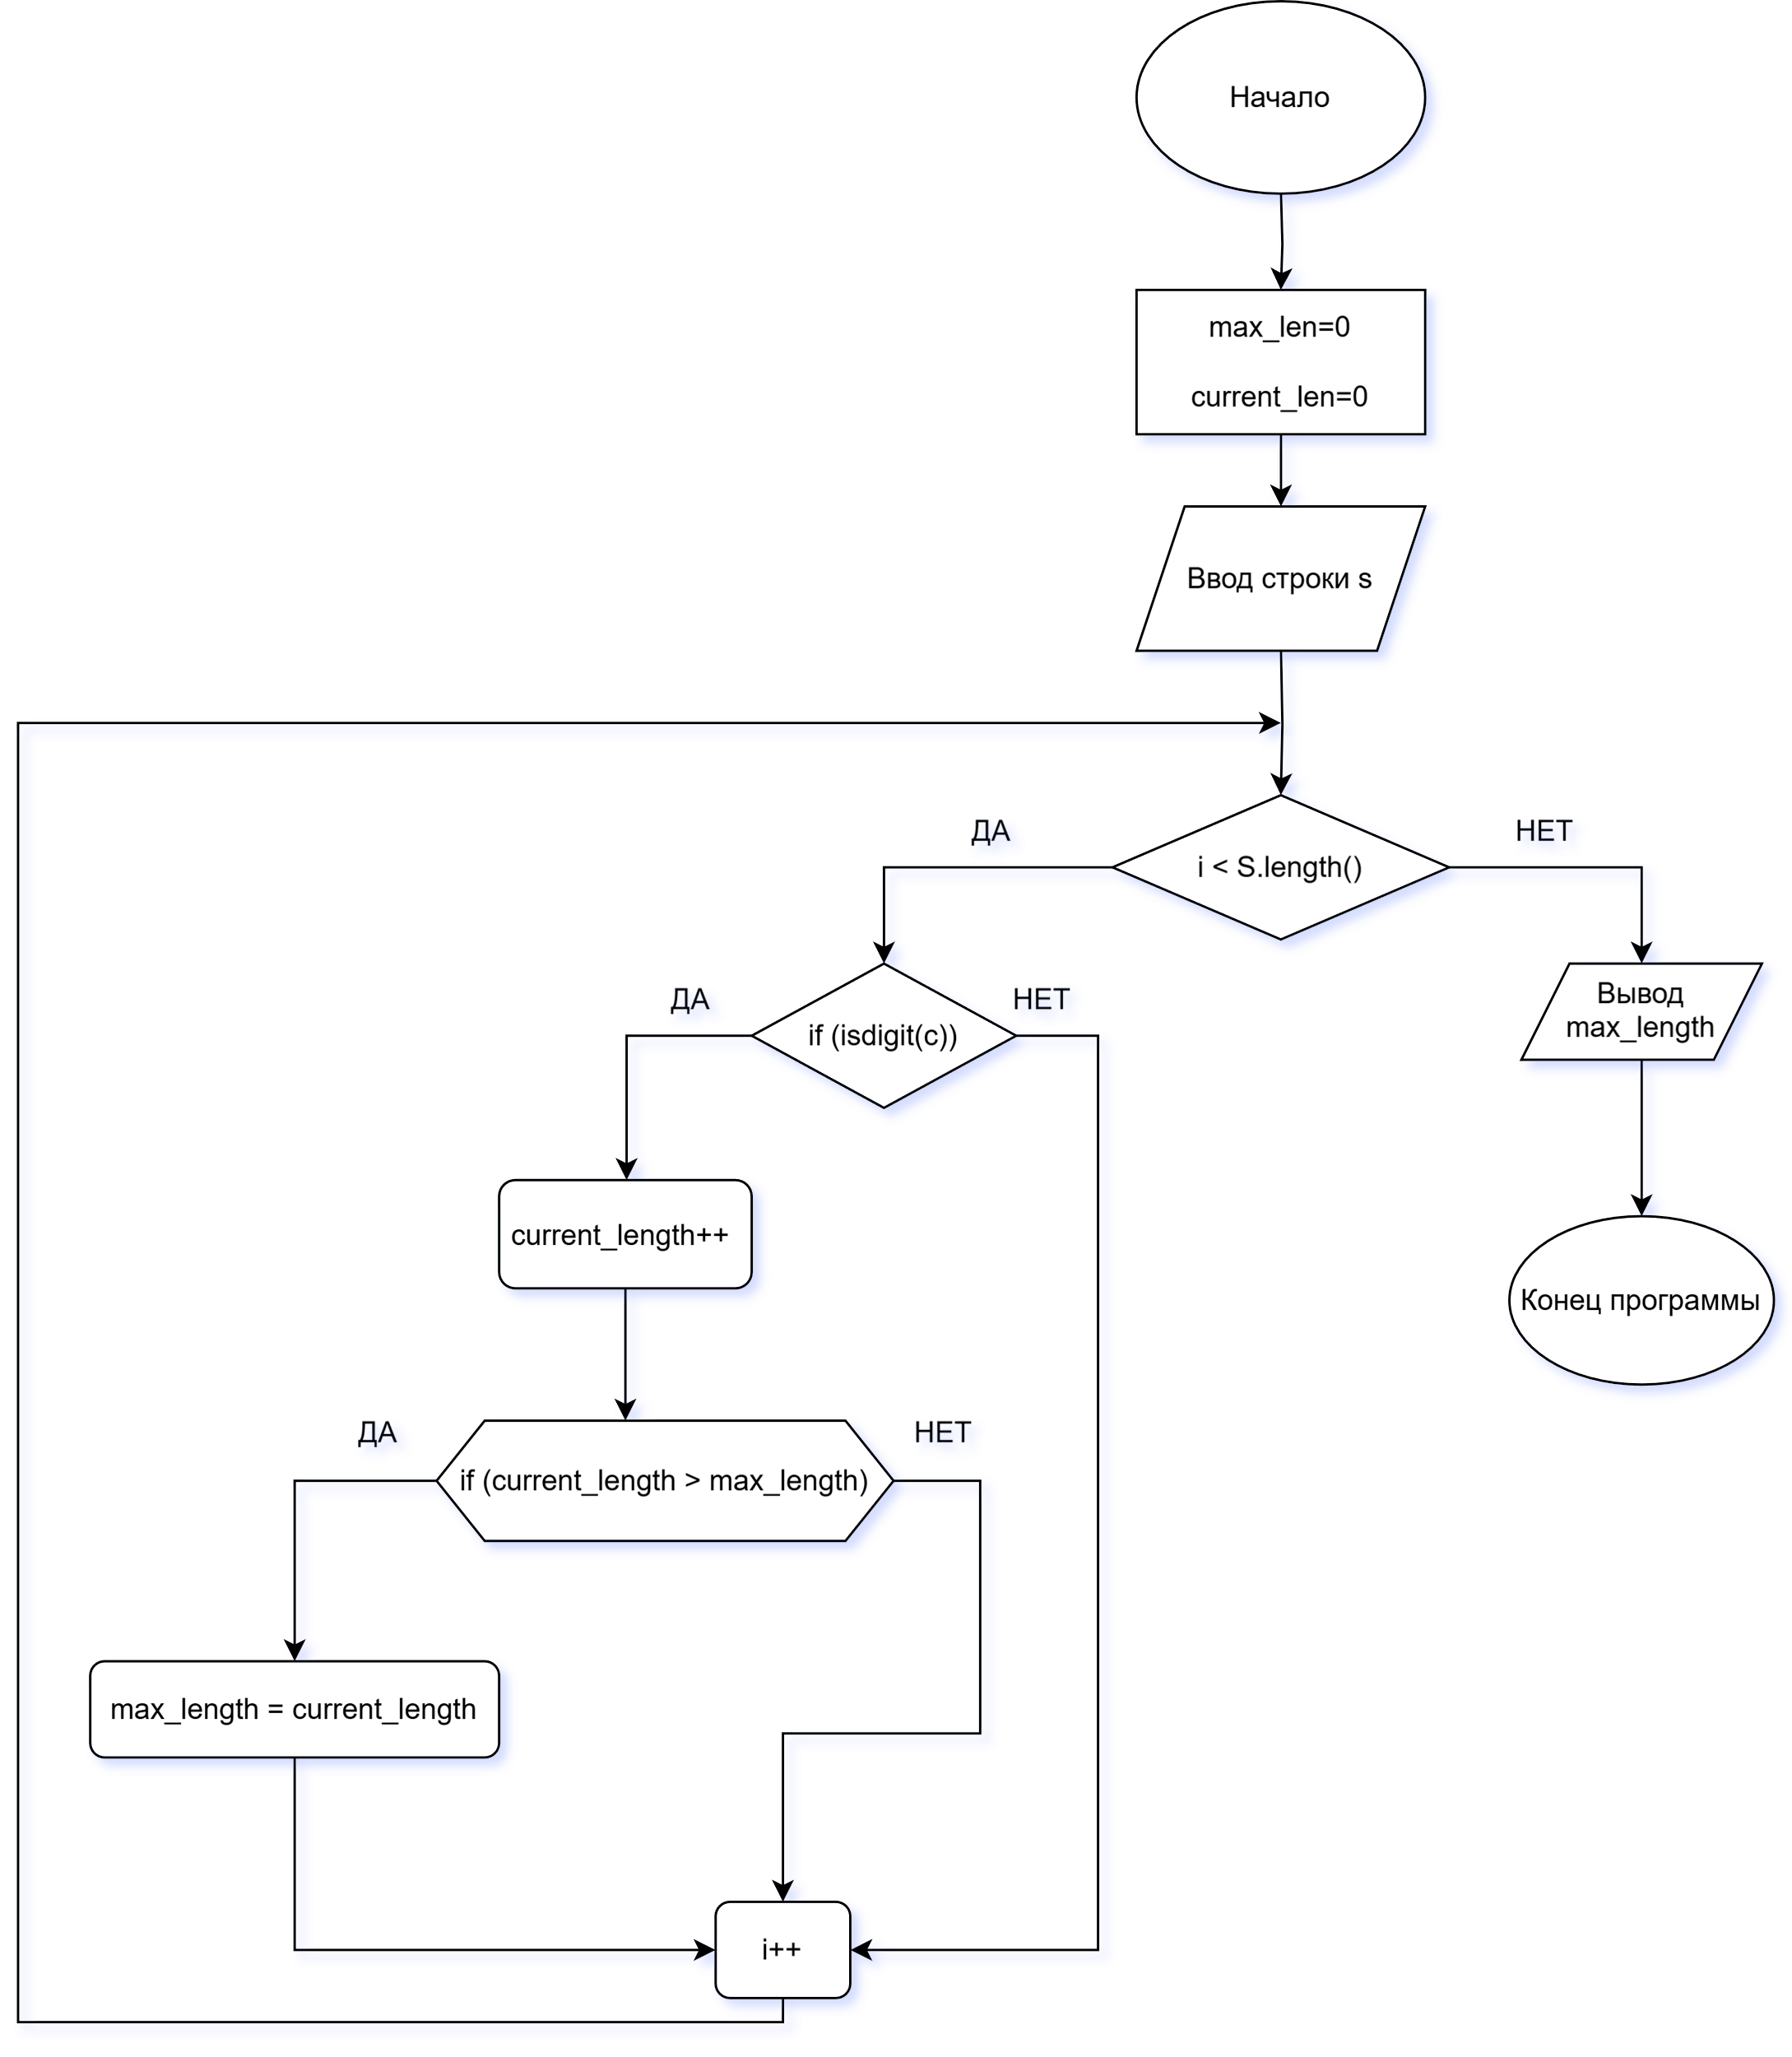 Начало
max_len=0
current_len=0
Ввод строки s
ДА
НЕТ
i < S.length()
ДА
НЕТ
if (isdigit(c))
Вывод
max_length
current_length++
Конец программы
ДА
НЕТ
if (current_length > max_length)
max_length = current_length
i++